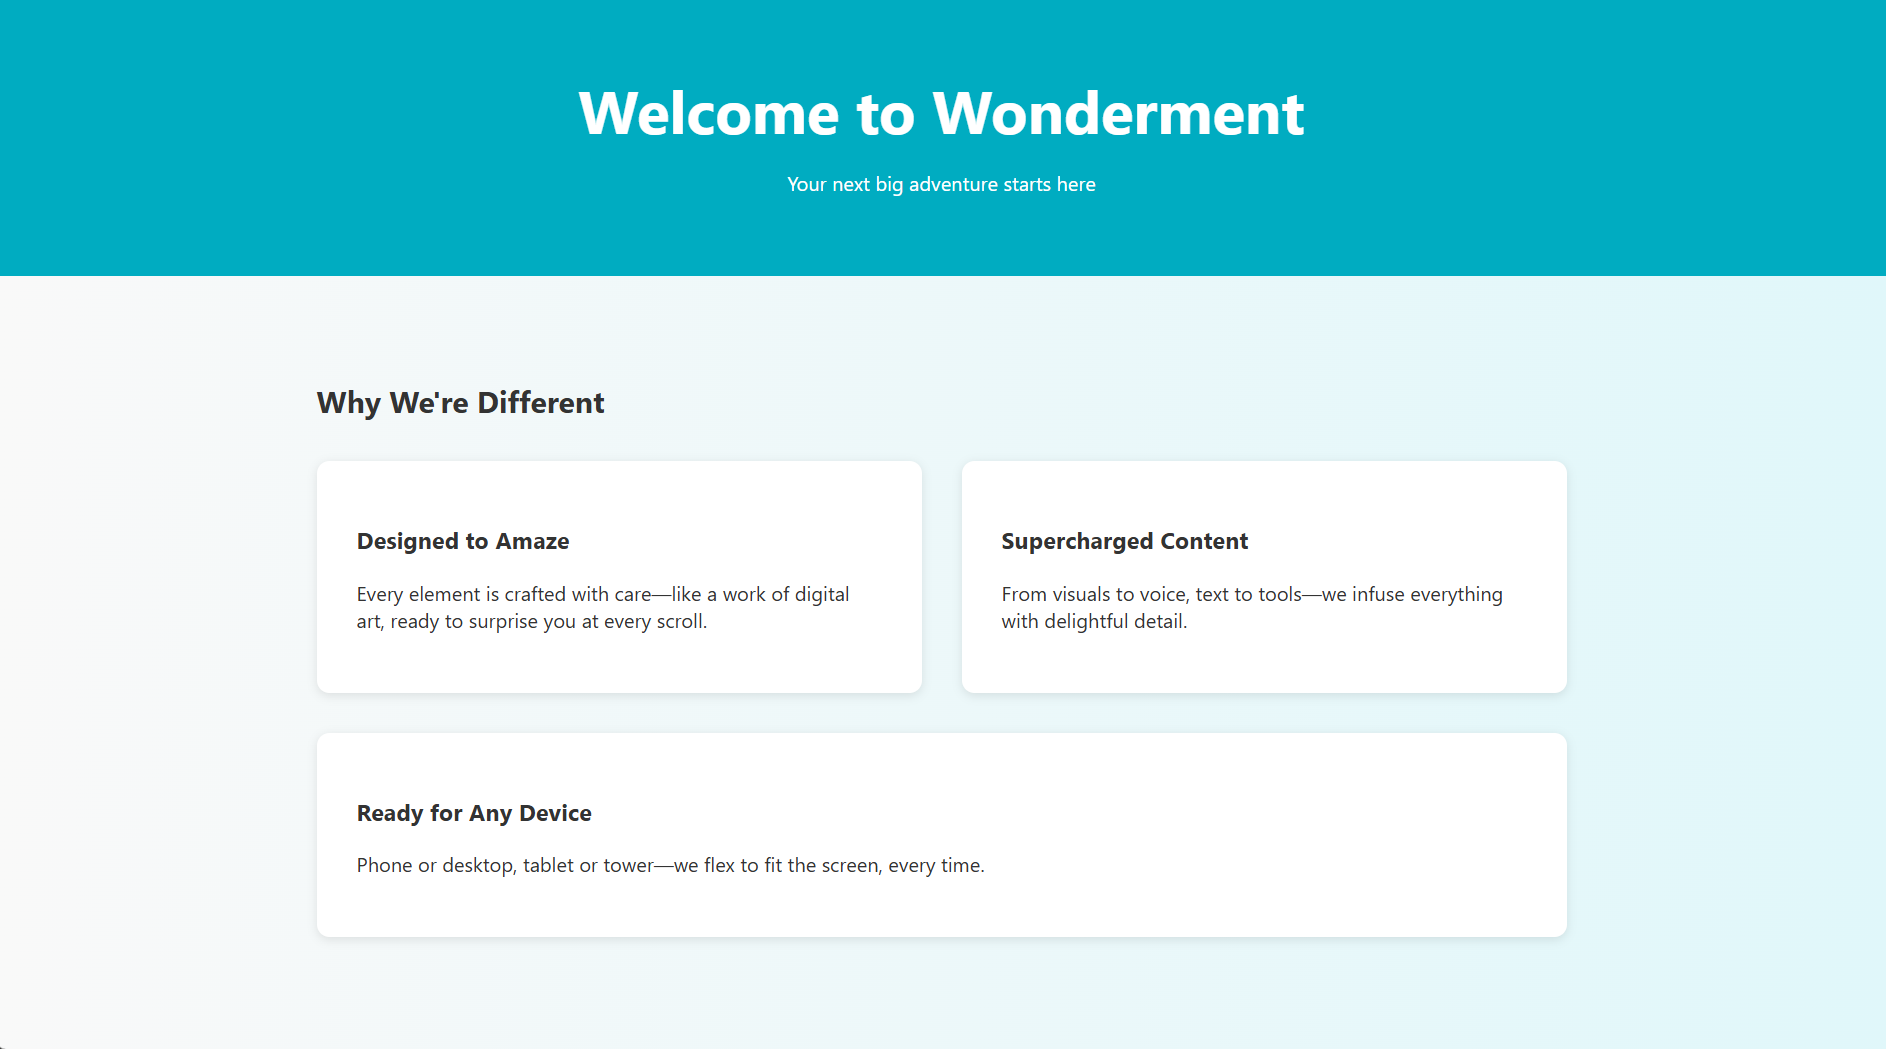 Welcome to Wonderment
Your next big adventure starts here
Why We're Different
Designed to Amaze
Every element is crafted with care—like a work of digital
art, ready to surprise you at every scroll.
Supercharged Content
From visuals to voice, text to tools—we infuse everything
with delightful detail.
Ready for Any Device
Phone or desktop, tablet or tower—we flex to fit the screen, every time.